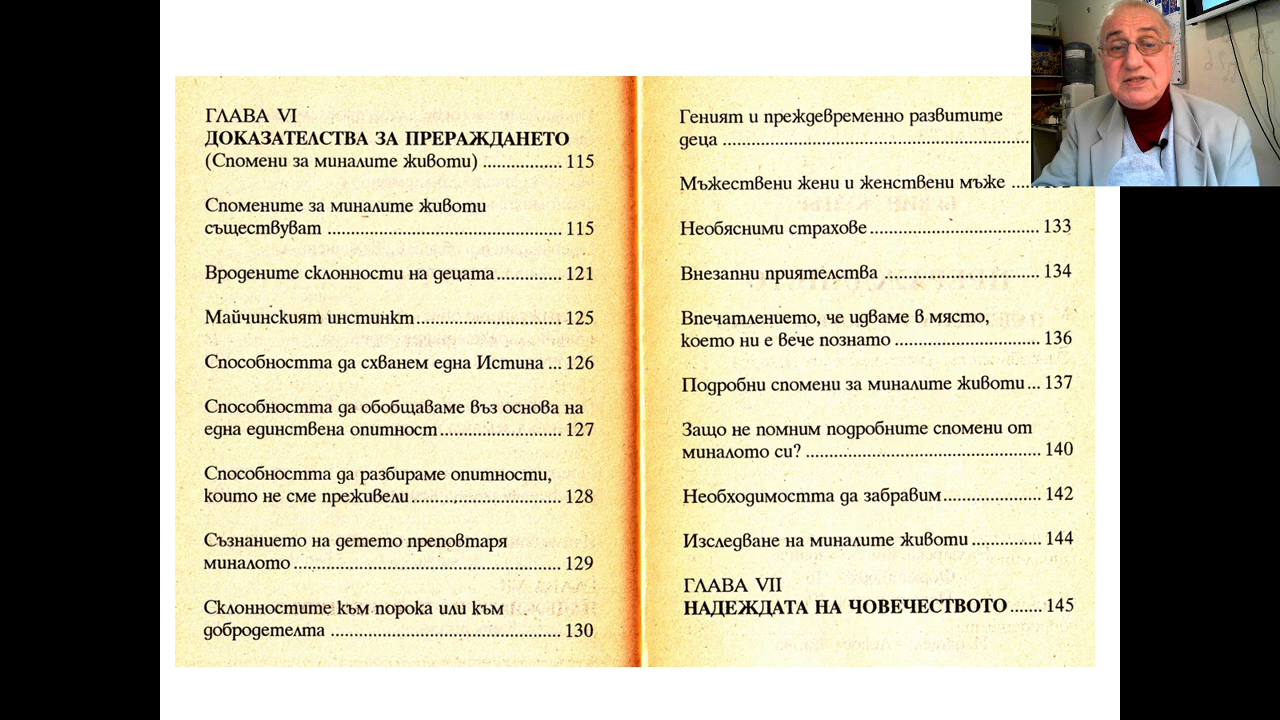 ГЛАВА VI
ДОКАЗАТЕЛСТВА ЗА ПРЕРАЖДАНЕТО
(Спомени за миналите животи) ................. 115
Спомените за миналите животи
съществуват ................................................... 115
Вродените склонности на децата.............. 121
Майчинският инстинкт............................... 125
Способността да схванем една Истина ... 126
Способността да обобщаваме въз основа на
една единствена опитност.......................... 127
Способността да разбираме опитности,
които не сме преживели................................ 128
Съзнанието на детето преповтаря
миналото.......................................................... 129
Склонностите към порока или към
добродетелта .................................................. 130
Геният и преждевременно развитите
деца ..................................................................
Мъжествени жени и женствени мъже ....
Необясними страхове..................................... 133
Внезапни приятелства ................................. 134
Впечатлението, че идваме в място,
което ни е вече познато ................................ 136
Подробни спомени за миналите животи... 137
Защо не помним подробните спомени от
миналото си? ................................................... 140
Необходимостта да забравим..................... 142
Изследване на миналите животи ............... 144
ГЛАВА VII
НАДЕЖДАТА НА ЧОВЕЧЕСТВОТО....... 145